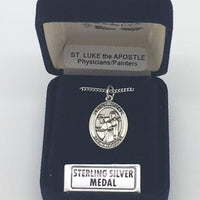 ST. LUKE the APOSTLE
Physicians/Painters
STERLING SILVER
MEDAL